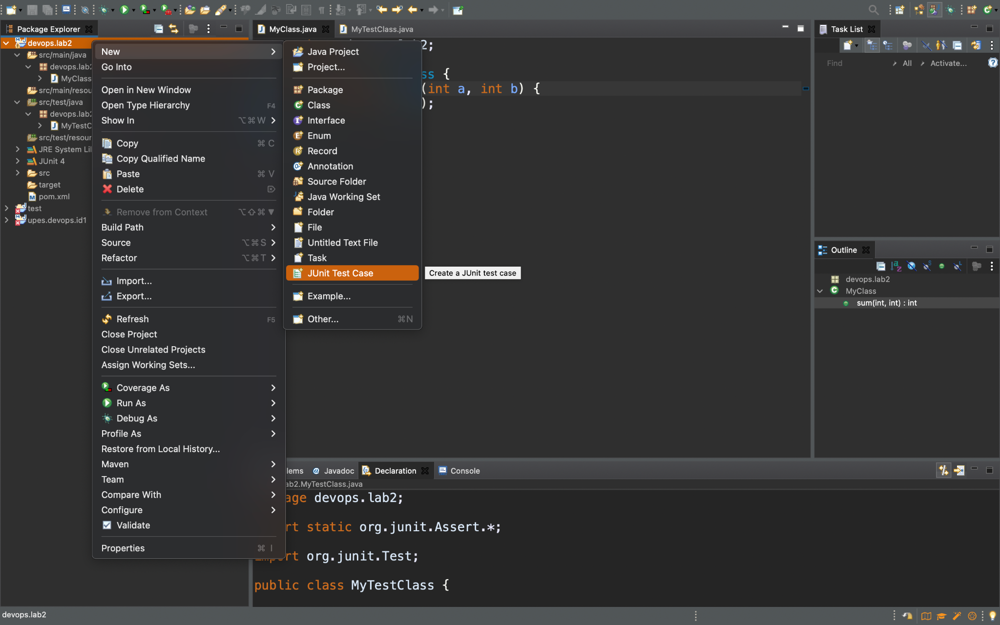 Package Explorer
devops.lab2
src/main/java
devops.lab2
MyClass
src/main/resou
src/test/java
devops.lab2
MyTestC
src/test/resour
JRE System Li
JUnit 4
src
target
pom.xml
test
upes.devops.id1
New
Go Into
Open in New Window
Open Type Hierarchy F4
Show In ⌥⌘W
Copy ⌘C
Copy Qualified Name
Paste ⌘V
Delete ⌦
Remove from Context ⌥⇧⌘▼
Build Path
Source ⌥⌘S
Refactor ⌥⌘T
Import...
Export...
Refresh F5
Close Project
Close Unrelated Projects
Assign Working Sets...
Coverage As
Run As
Debug As
Profile As
Restore from Local History...
Maven
Team
Compare With
Configure
Validate
Properties ⌘I
Java Project
Project...
Package
Class
Interface
Enum
Record
Annotation
Source Folder
Java Working Set
Folder
File
Untitled Text File
Task
JUnit Test Case
Example...
Other... ⌘N
Create a JUnit test case
MyClass.java MyTestClass.java
2;
ss {
(int a, int b) {
);
Task List
Find All Activate...
Outline
devops.lab2
MyClass
sum(int, int) : int
lems Javadoc Declaration Console
ab2.MyTestClass.java
age devops.lab2;
rt static org.junit.Assert.*;
import org.junit.Test;
public class MyTestClass {
devops.lab2